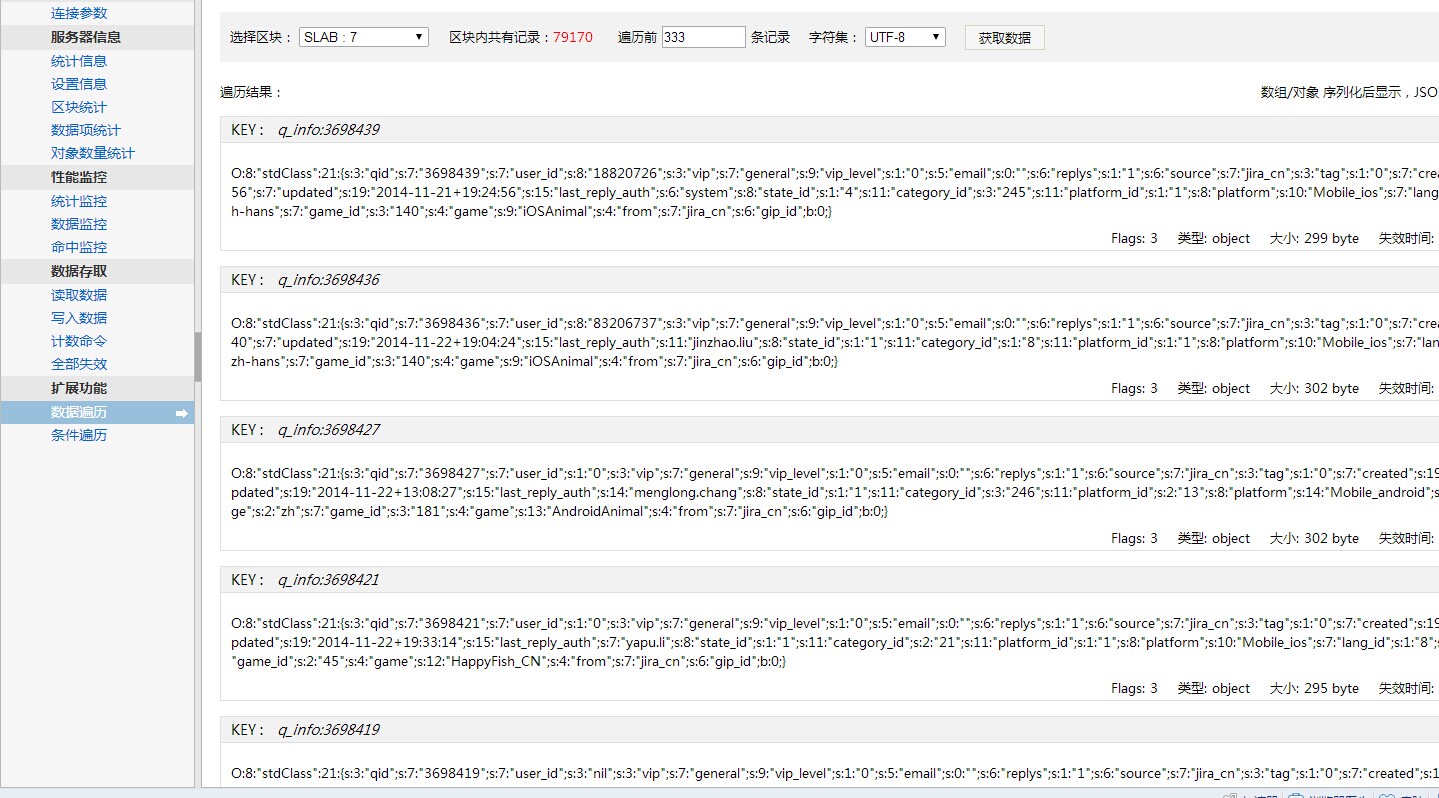 连接参数
服务器信息
统计信息
设置信息
区块统计
数据项统计
对象数量统计
性能监控
统计监控
数据监控
命中监控
数据存取
读取数据
写入数据
计数命令
全部失效
扩展功能
数据遍历
条件遍历
选择区块： SLAB : 7 区块内共有记录：79170 遍历前 333 条记录 字符集： UTF-8 获取数据
遍历结果： 数组/对象 序列化后显示，JSO
KEY： q_info:3698439
O:8:"stdClass":21:{s:3:"qid";s:7:"3698439";s:7:"user_id";s:8:"18820726";s:3:"vip";s:7:"general";s:9:"vip_level";s:1:"0";s:5:"email";s:0:"";s:6:"replys";s:1:"1";s:6:"source";s:7:"jira_cn";s:3:"tag";s:1:"0";s:7:"crea
56";s:7:"updated";s:19:"2014-11-21+19:24:56";s:15:"last_reply_auth";s:6:"system";s:8:"state_id";s:1:"4";s:11:"category_id";s:3:"245";s:11:"platform_id";s:1:"1";s:8:"platform";s:10:"Mobile_ios";s:7:"lang
h-hans";s:7:"game_id";s:3:"140";s:4:"game";s:9:"iOSAnimal";s:4:"from";s:7:"jira_cn";s:6:"gip_id";b:0;}
Flags: 3 类型: object 大小: 299 byte 失效时间:
KEY： q_info:3698436
O:8:"stdClass":21:{s:3:"qid";s:7:"3698436";s:7:"user_id";s:8:"83206737";s:3:"vip";s:7:"general";s:9:"vip_level";s:1:"0";s:5:"email";s:0:"";s:6:"replys";s:1:"1";s:6:"source";s:7:"jira_cn";s:3:"tag";s:1:"0";s:7:"crea
40";s:7:"updated";s:19:"2014-11-22+19:04:24";s:15:"last_reply_auth";s:11:"jinzhao.liu";s:8:"state_id";s:1:"1";s:11:"category_id";s:1:"8";s:11:"platform_id";s:1:"1";s:8:"platform";s:10:"Mobile_ios";s:7:"lan
zh-hans";s:7:"game_id";s:3:"140";s:4:"game";s:9:"iOSAnimal";s:4:"from";s:7:"jira_cn";s:6:"gip_id";b:0;}
Flags: 3 类型: object 大小: 302 byte 失效时间:
KEY： q_info:3698427
O:8:"stdClass":21:{s:3:"qid";s:7:"3698427";s:7:"user_id";s:1:"0";s:3:"vip";s:7:"general";s:9:"vip_level";s:1:"0";s:5:"email";s:0:"";s:6:"replys";s:1:"1";s:6:"source";s:7:"jira_cn";s:3:"tag";s:1:"0";s:7:"created";s:19
pdated";s:19:"2014-11-22+13:08:27";s:15:"last_reply_auth";s:14:"menglong.chang";s:8:"state_id";s:1:"1";s:11:"category_id";s:3:"246";s:11:"platform_id";s:2:"13";s:8:"platform";s:14:"Mobile_android";s
ge";s:2:"zh";s:7:"game_id";s:3:"181";s:4:"game";s:13:"AndroidAnimal";s:4:"from";s:7:"jira_cn";s:6:"gip_id";b:0;}
Flags: 3 类型: object 大小: 302 byte 失效时间:
KEY： q_info:3698421
O:8:"stdClass":21:{s:3:"qid";s:7:"3698421";s:7:"user_id";s:1:"0";s:3:"vip";s:7:"general";s:9:"vip_level";s:1:"0";s:5:"email";s:0:"";s:6:"replys";s:1:"1";s:6:"source";s:7:"jira_cn";s:3:"tag";s:1:"0";s:7:"created";s:19
pdated";s:19:"2014-11-22+19:33:14";s:15:"last_reply_auth";s:7:"yapu.li";s:8:"state_id";s:1:"1";s:11:"category_id";s:2:"21";s:11:"platform_id";s:1:"1";s:8:"platform";s:10:"Mobile_ios";s:7:"lang_id";s:1:"8";s
"game_id";s:2:"45";s:4:"game";s:12:"HappyFish_CN";s:4:"from";s:7:"jira_cn";s:6:"gip_id";b:0;}
Flags: 3 类型: object 大小: 295 byte 失效时间:
KEY： q_info:3698419
O:8:"stdClass":21:{s:3:"qid";s:7:"3698419";s:7:"user_id";s:3:"nil";s:3:"vip";s:7:"general";s:9:"vip_level";s:1:"0";s:5:"email";s:0:"";s:6:"replys";s:1:"1";s:6:"source";s:7:"jira_cn";s:3:"tag";s:1:"0";s:7:"created";s:1